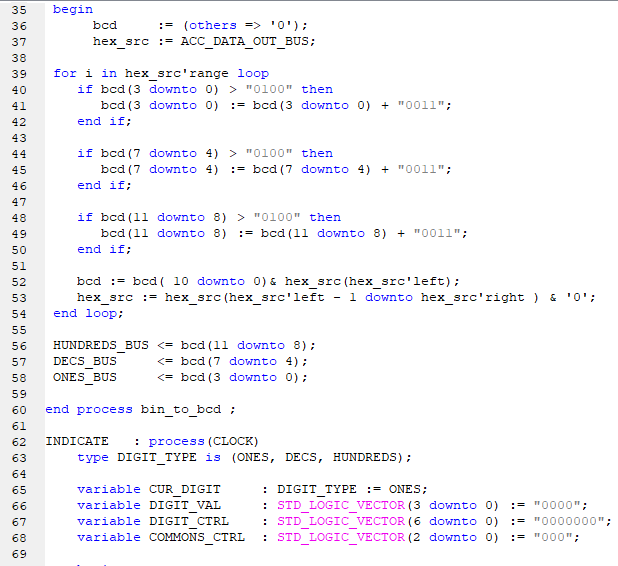 35 begin
36 bcd := (others => '0');
37 hex_src := ACC_DATA_OUT_BUS;
38
39 for i in hex_src'range loop
40 if bcd(3 downto 0) > "0100" then
41 bcd(3 downto 0) := bcd(3 downto 0) + "0011";
42 end if;
43
44 if bcd(7 downto 4) > "0100" then
45 bcd(7 downto 4) := bcd(7 downto 4) + "0011";
46 end if;
47
48 if bcd(11 downto 8) > "0100" then
49 bcd(11 downto 8) := bcd(11 downto 8) + "0011";
50 end if;
51
52 bcd := bcd( 10 downto 0)& hex_src(hex_src'left);
53 hex_src := hex_src(hex_src'left - 1 downto hex_src'right ) & '0';
54 end loop;
55
56 HUNDREDS_BUS <= bcd(11 downto 8);
57 DECS_BUS <= bcd(7 downto 4);
58 ONES_BUS <= bcd(3 downto 0);
59
60 end process bin_to_bcd ;
61
62 INDICATE : process(CLOCK)
63 type DIGIT_TYPE is (ONES, DECS, HUNDREDS);
64
65 variable CUR_DIGIT : DIGIT_TYPE := ONES;
66 variable DIGIT_VAL : STD_LOGIC_VECTOR(3 downto 0) := "0000";
67 variable DIGIT_CTRL : STD_LOGIC_VECTOR(6 downto 0) := "0000000";
68 variable COMMONS_CTRL : STD_LOGIC_VECTOR(2 downto 0) := "000";
69